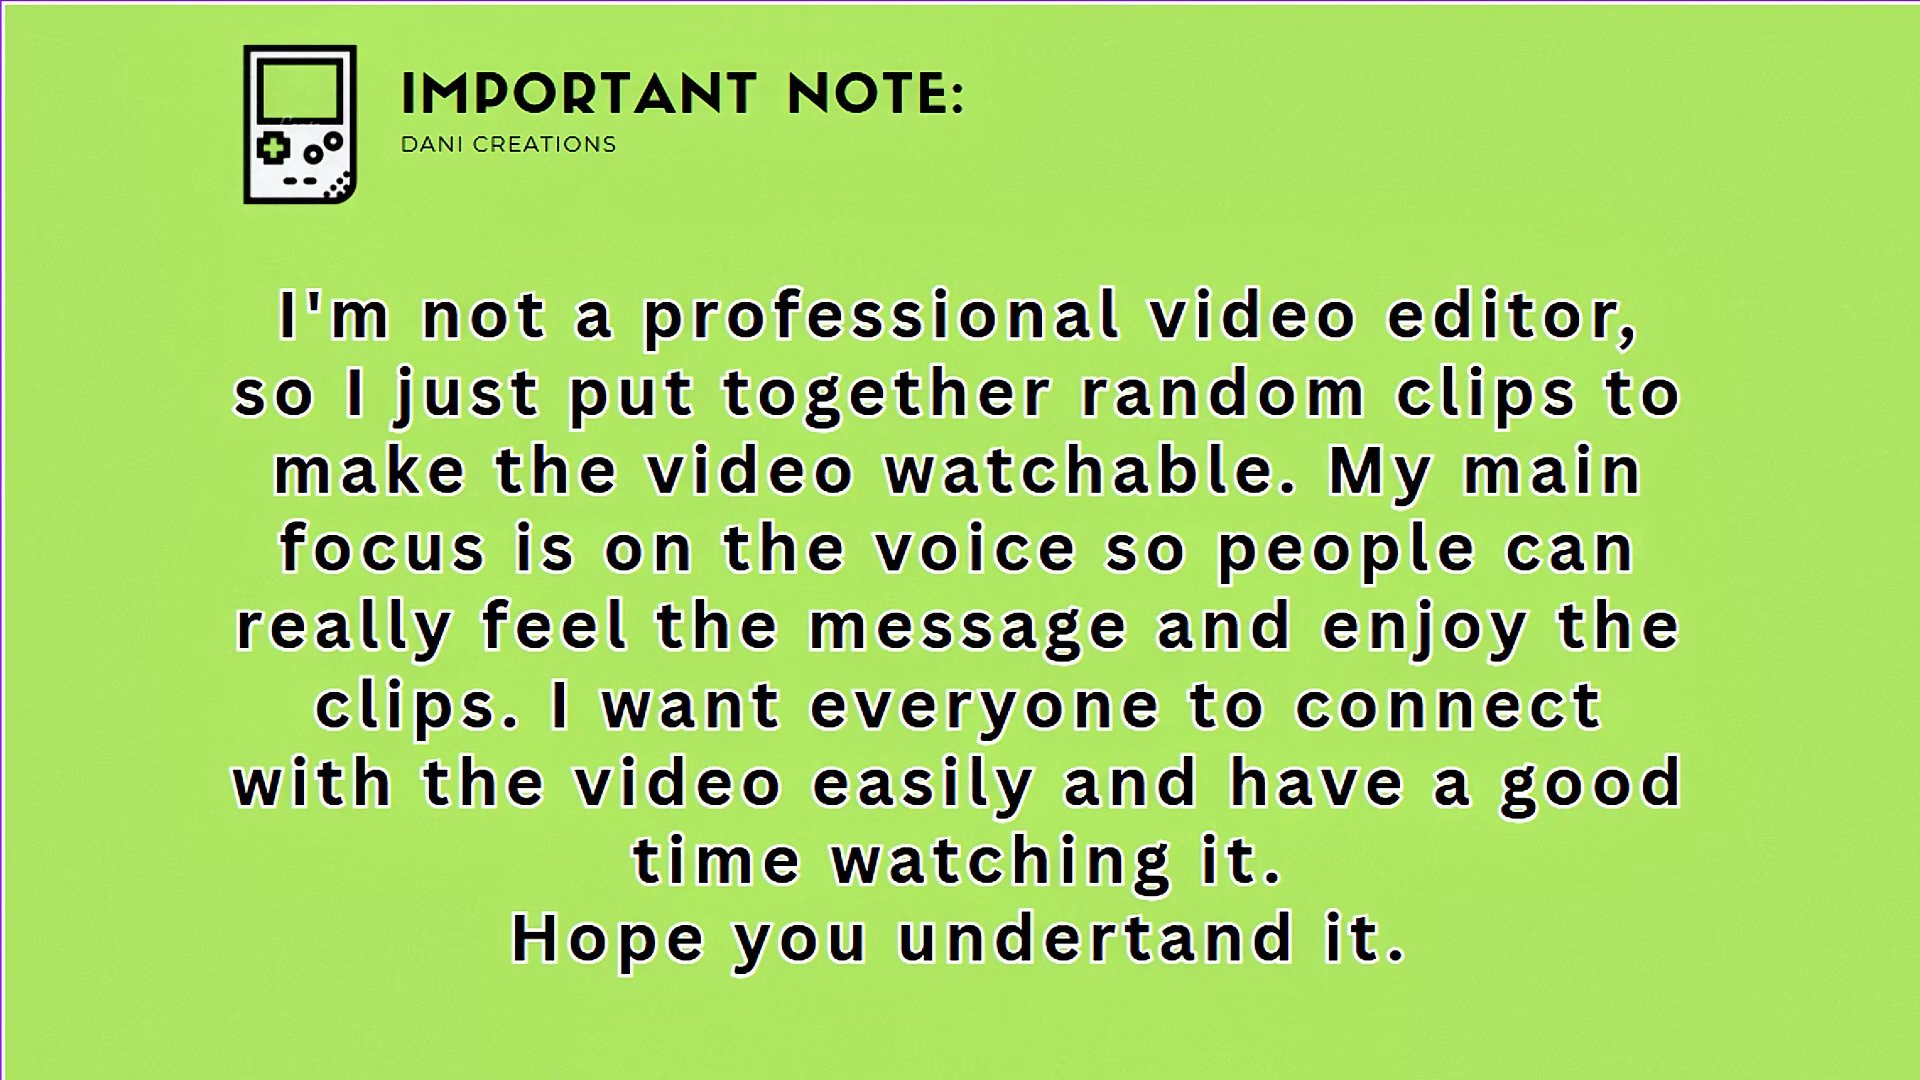 IMPORTANT NOTE:
DANI CREATIONS
I'm not a professional video editor,
so I just put together random clips to
make the video watchable. My main
focus is on the voice so people can
really feel the message and enjoy the
clips. I want everyone to connect
with the video easily and have a good
time watching it.
Hope you undertand it.